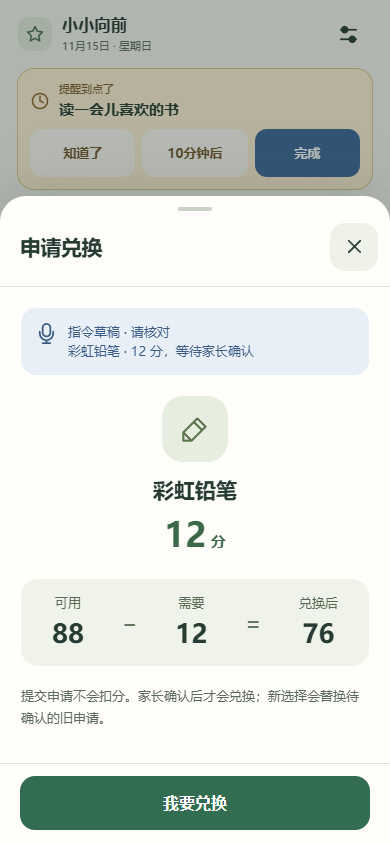 小小向前
11月15日 · 星期日
提醒到点了
读一会儿喜欢的书
知道了
10分钟后
完成
申请兑换
指令草稿 · 请核对
彩虹铅笔 · 12 分，等待家长确认
彩虹铅笔
12 分
可用
需要
兑换后
88 − 12 = 76
提交申请不会扣分。家长确认后才会兑换；新选择会替换待
确认的旧申请。
我要兑换